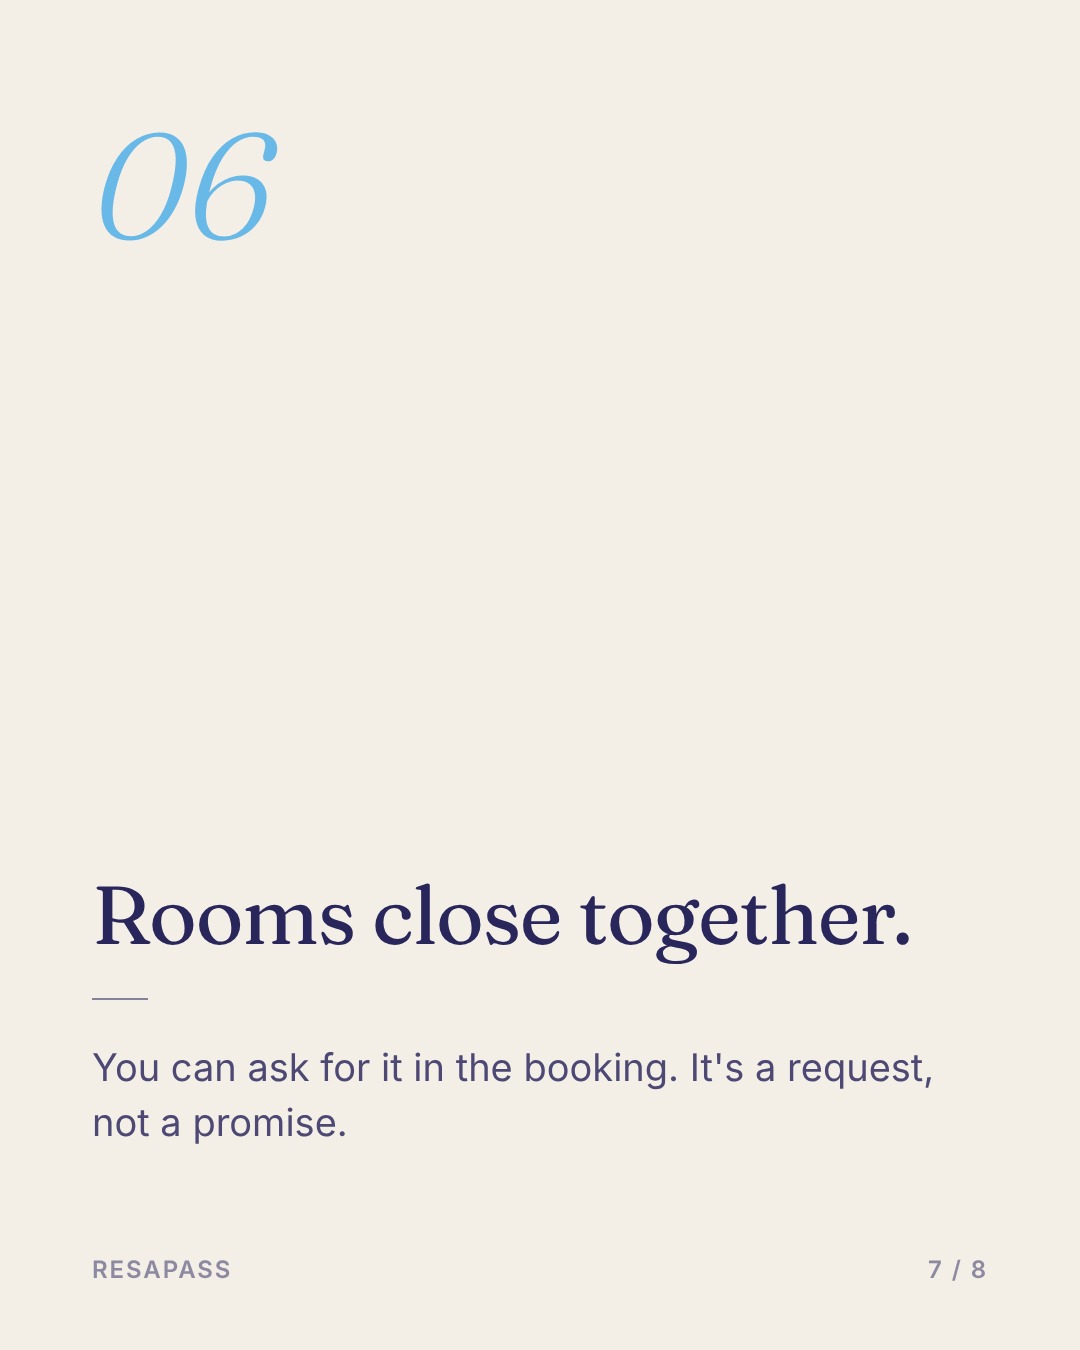 06
Rooms close together.
You can ask for it in the booking. It's a request,
not a promise.
RESAPASS
7 / 8